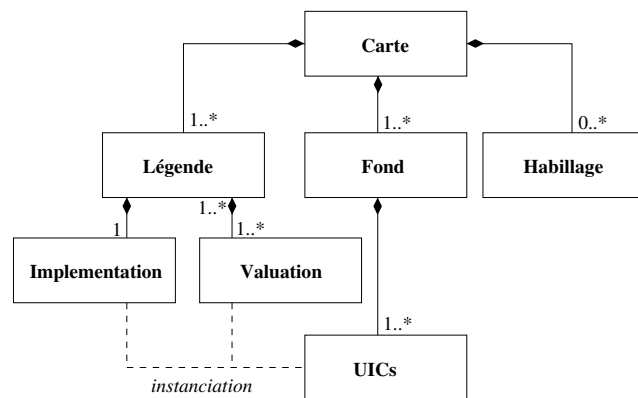 Carte
1..*
1..*
0..*
Légende
Fond
Habillage
1..*
1
1..*
Implementation
Valuation
1..*
UICs
instanciation